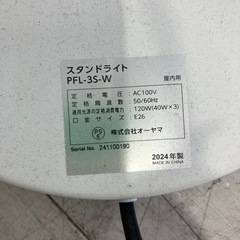 スタンドライト
PFL-3S-W
屋内用
定格電圧：AC100V
定格周波数：50/60Hz
適用光源の定格消費電力：120W(40W×3)
口金サイズ：E26
PSE 株式会社オーヤマ
Serial No. 241100190
2024年製
MADE IN CHINA